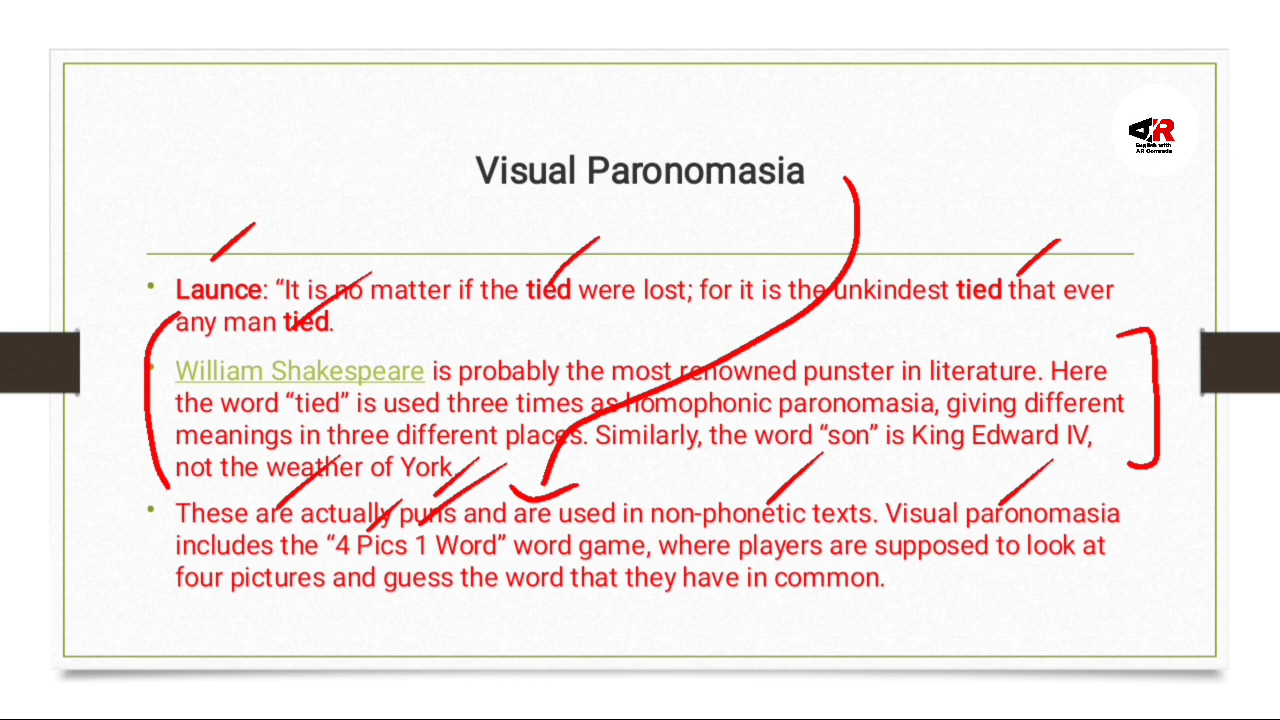 AR
English with
AR Comrade
Visual Paronomasia
• Launce: “It is no matter if the tied were lost; for it is the unkindest tied that ever
any man tied.
• William Shakespeare is probably the most renowned punster in literature. Here
the word “tied” is used three times as homophonic paronomasia, giving different
meanings in three different places. Similarly, the word “son” is King Edward IV,
not the weather of York.
• These are actually puns and are used in non-phonetic texts. Visual paronomasia
includes the “4 Pics 1 Word” word game, where players are supposed to look at
four pictures and guess the word that they have in common.